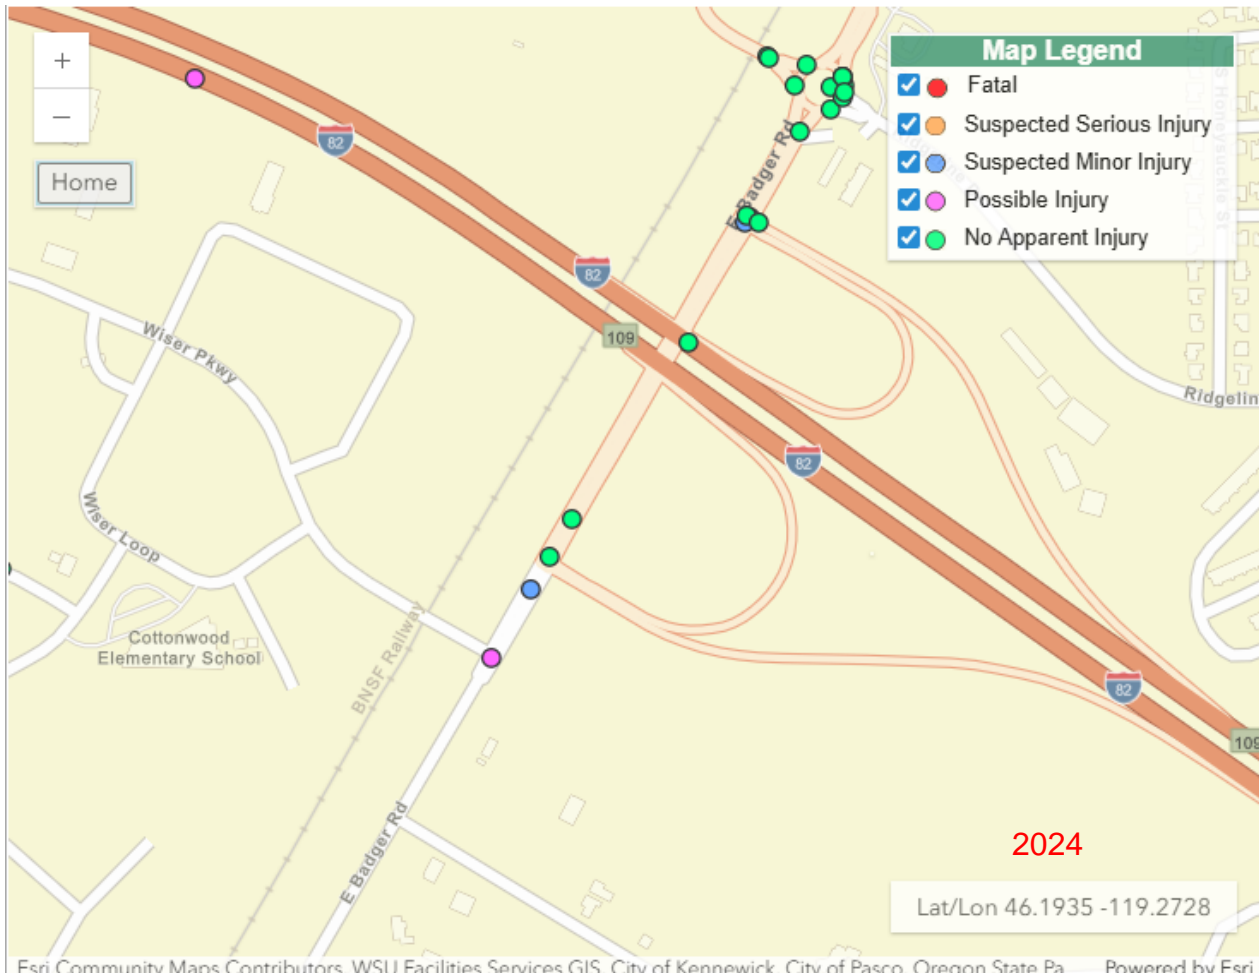 +
−
Home
Map Legend
Fatal
Suspected Serious Injury
Suspected Minor Injury
Possible Injury
No Apparent Injury
82
82
109
82
82
109
E Badger Rd
S Honeysuckle St
Ridgelin
Wiser Pkwy
Wiser Loop
Cottonwood
Elementary School
BNSF Railway
E Badger Rd
2024
Lat/Lon 46.1935 -119.2728
Esri Community Maps Contributors, WSU Facilities Services GIS, City of Kennewick, City of Pasco, Oregon State Pa
Powered by Esri